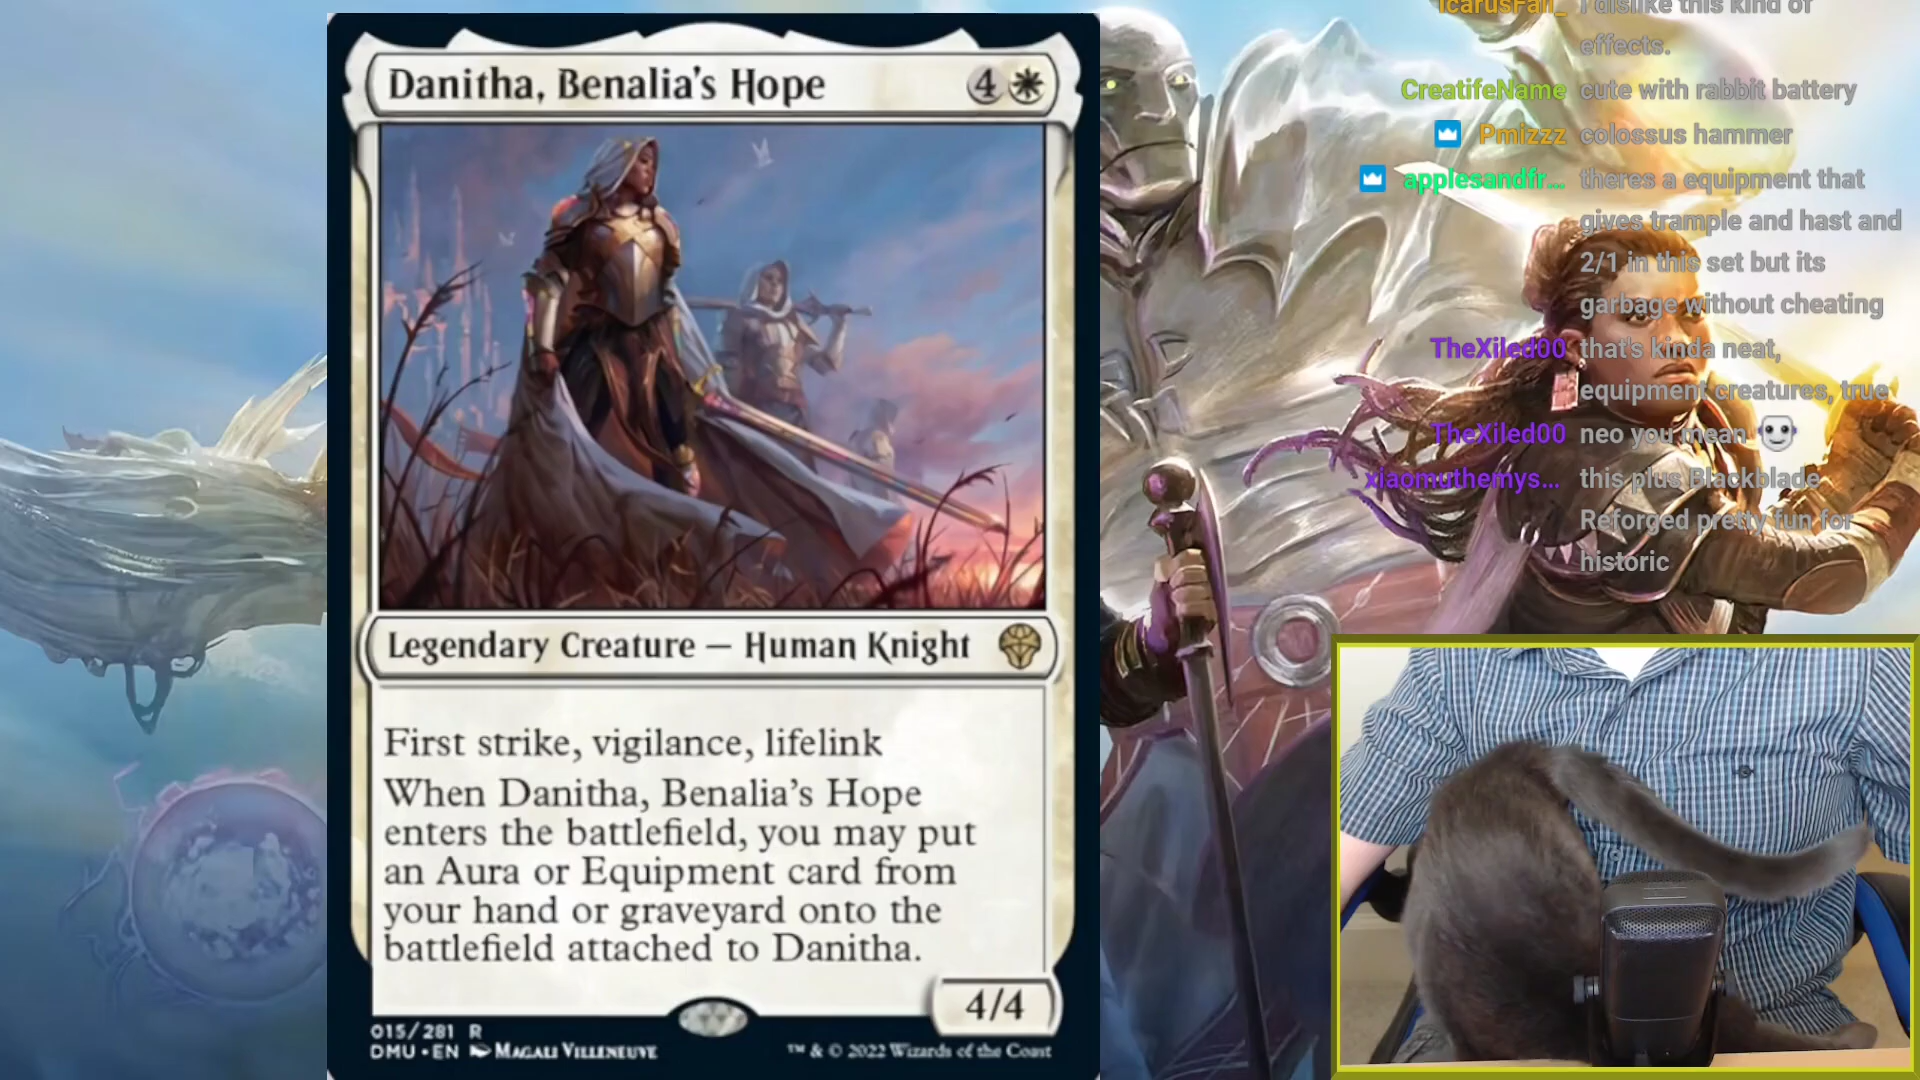 Danitha, Benalia's Hope 4
Legendary Creature — Human Knight
First strike, vigilance, lifelink
When Danitha, Benalia's Hope
enters the battlefield, you may put
an Aura or Equipment card from
your hand or graveyard onto the
battlefield attached to Danitha.
4/4
015/281 R
DMU • EN MAGALI VILLENEUVE
™ & © 2022 Wizards of the Coast
IcarusFall_ I dislike this kind of
effects.
CreatifeName cute with rabbit battery
Pmizzz colossus hammer
applesandfr... theres a equipment that
gives trample and hast and
2/1 in this set but its
garbage without cheating
TheXiled00 that's kinda neat,
equipment creatures, true
TheXiled00 neo you mean
xiaomuthemys... this plus Blackblade
Reforged pretty fun for
historic